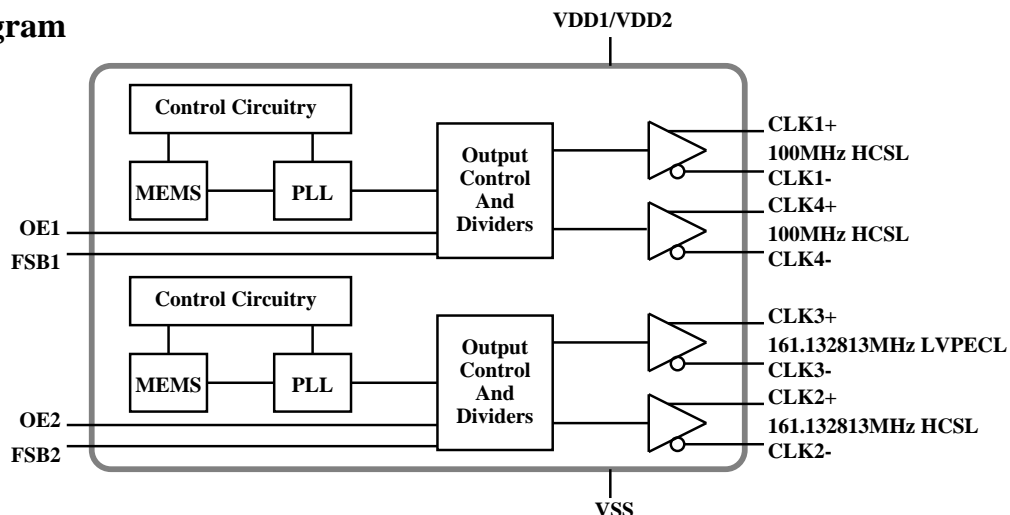 gram
VDD1/VDD2
Control Circuitry
MEMS
PLL
Output
Control
And
Dividers
OE1
FSB1
CLK1+
100MHz HCSL
CLK1-
CLK4+
100MHz HCSL
CLK4-
Control Circuitry
MEMS
PLL
Output
Control
And
Dividers
OE2
FSB2
CLK3+
161.132813MHz LVPECL
CLK3-
CLK2+
161.132813MHz HCSL
CLK2-
VSS